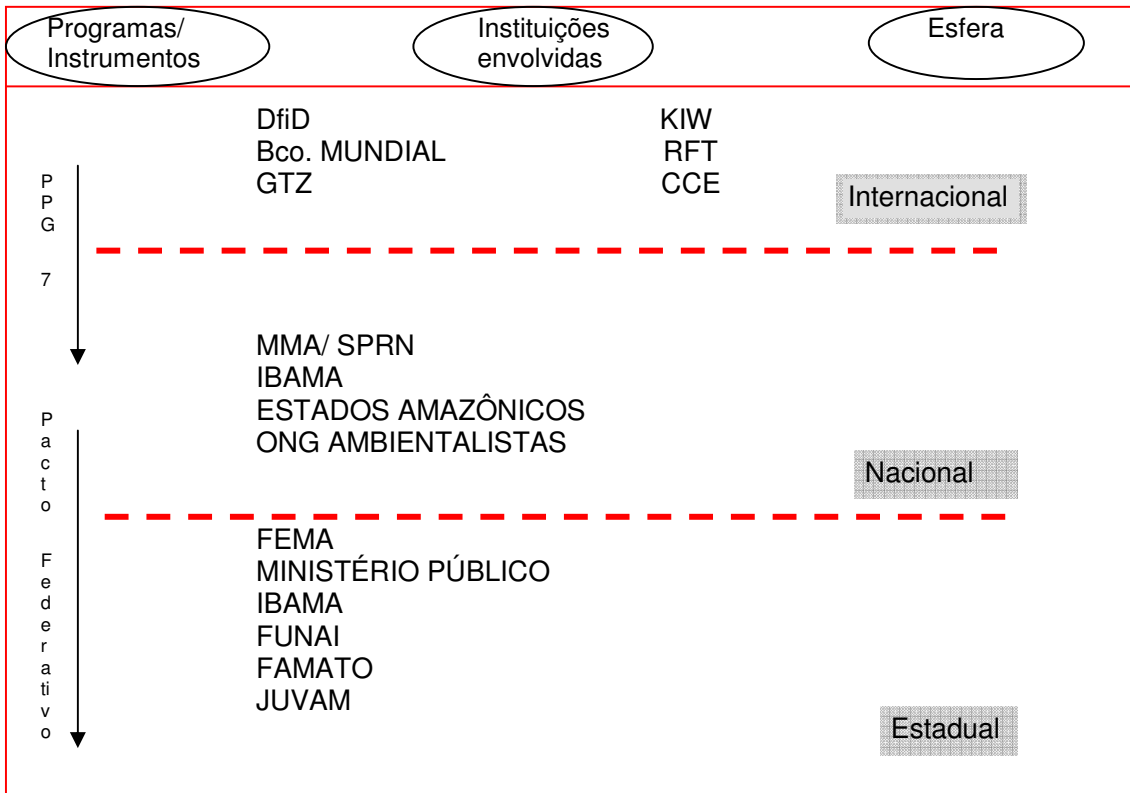 Programas/
Instrumentos
Instituições
envolvidas
Esfera
DfiD
Bco. MUNDIAL
GTZ
KIW
RFT
CCE
Internacional
PPG 7
MMA/ SPRN
IBAMA
ESTADOS AMAZÔNICOS
ONG AMBIENTALISTAS
Nacional
Pacto Federativo
FEMA
MINISTÉRIO PÚBLICO
IBAMA
FUNAI
FAMATO
JUVAM
Estadual